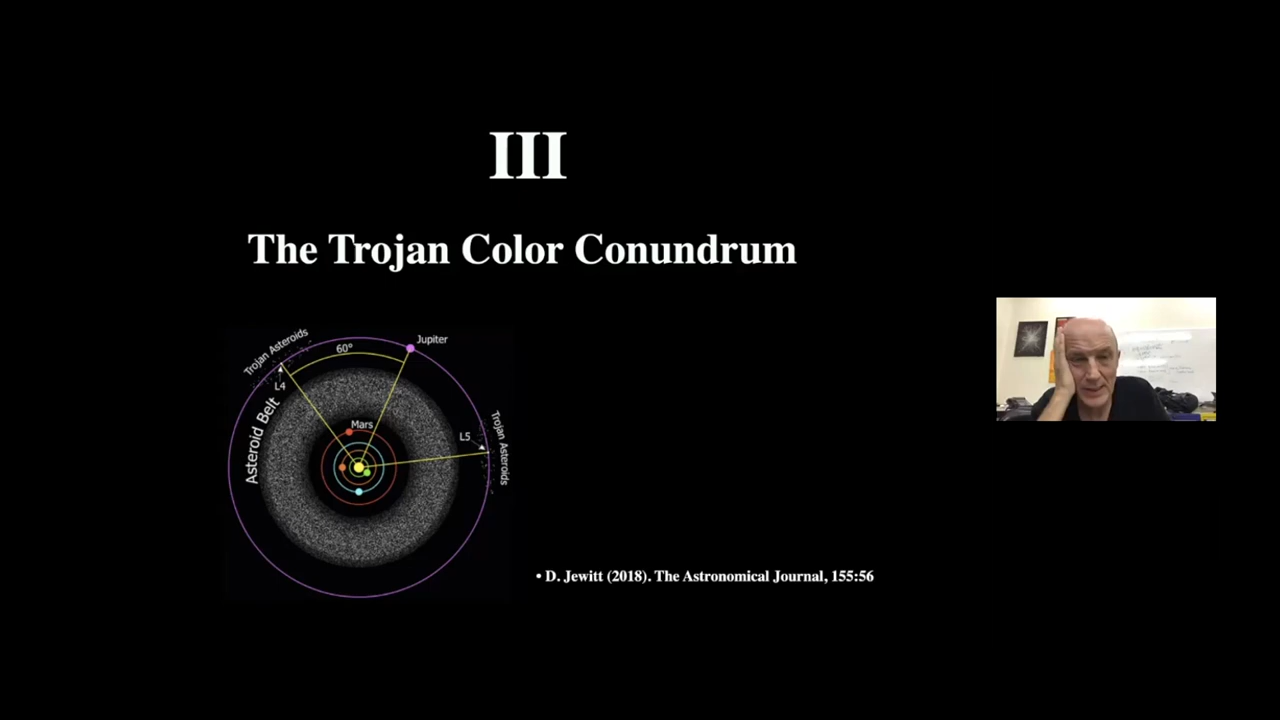 III
The Trojan Color Conundrum
Trojan Asteroids
60°
Jupiter
L4
Asteroid Belt
Mars
L5
Trojan Asteroids
• D. Jewitt (2018). The Astronomical Journal, 155:56